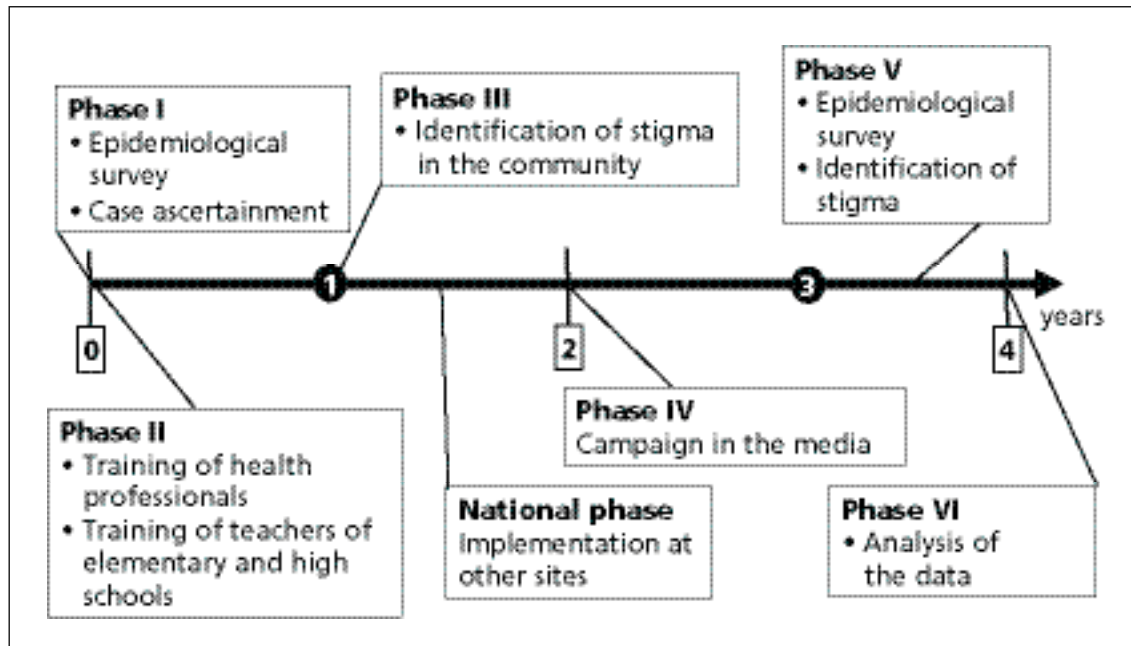 Phase I
• Epidemiological
survey
• Case ascertainment
Phase III
• Identification of stigma
in the community
Phase V
• Epidemiological
survey
• Identification of
stigma
1
3
years
0
2
4
Phase II
• Training of health
professionals
• Training of teachers of
elementary and high
schools
Phase IV
Campaign in the media
National phase
Implementation at
other sites
Phase VI
• Analysis of
the data